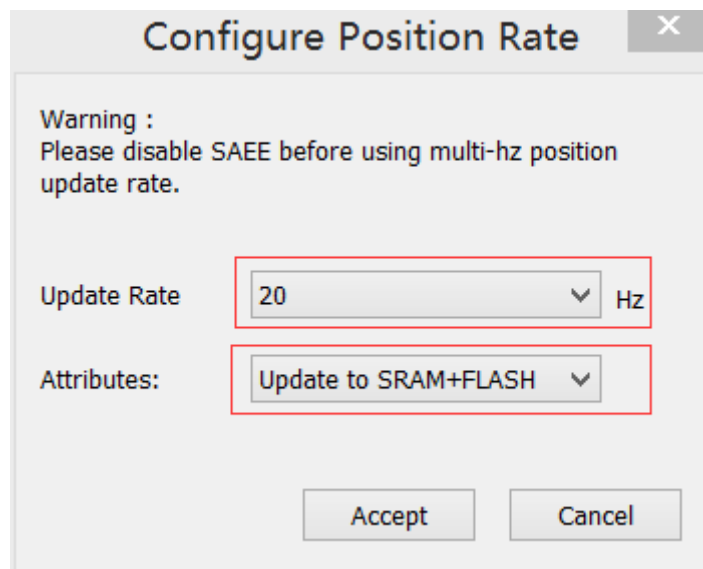 Configure Position Rate
Warning :
Please disable SAEE before using multi-hz position
update rate.
Update Rate 20 Hz
Attributes: Update to SRAM+FLASH
Accept Cancel